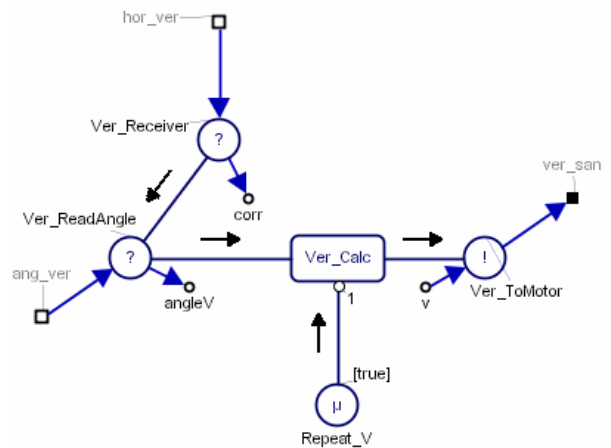 hor_ver
Ver_Receiver
?
ver_san
corr
Ver_ReadAngle
?
Ver_Calc
!
ang_ver
angleV
1
v
Ver_ToMotor
[true]
µ
Repeat_V